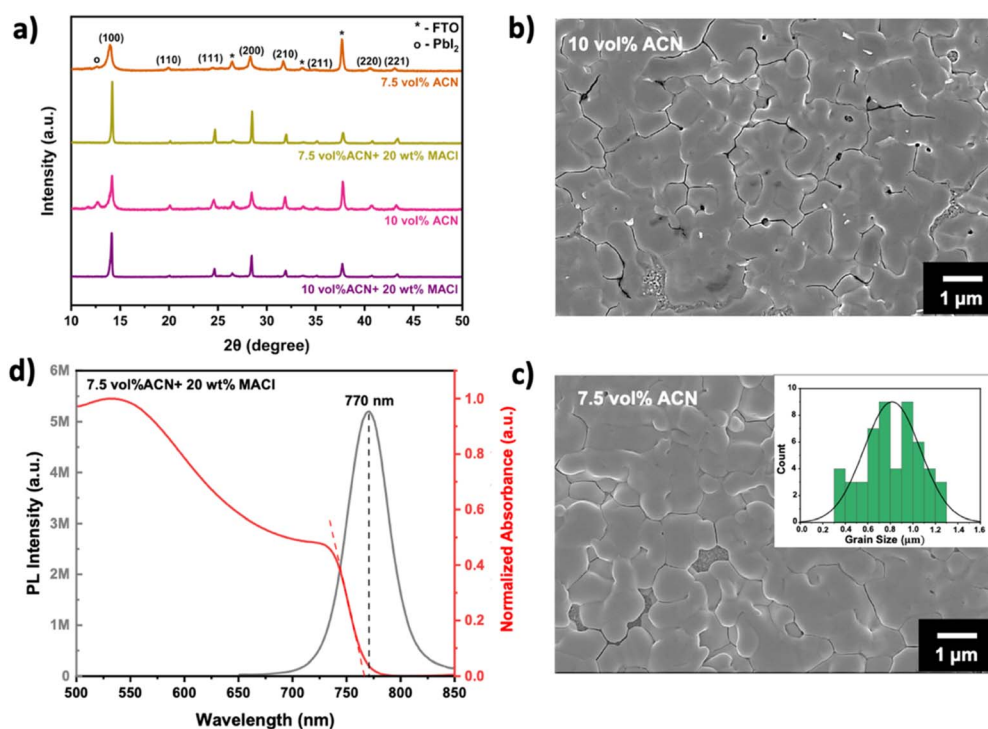 a)
* - FTO
o - PbI2
(100)
o
(110)
(111)
*
(200)
(210)
*
(211)
*
(220)
(221)
7.5 vol% ACN
7.5 vol%ACN+ 20 wt% MACl
10 vol% ACN
10 vol%ACN+ 20 wt% MACl
Intensity (a.u.)
10 15 20 25 30 35 40 45 50
2θ (degree)
b)
10 vol% ACN
1 µm
d)
7.5 vol%ACN+ 20 wt% MACl
770 nm
6M
5M
4M
3M
2M
1M
0
PL Intensity (a.u.)
1.0
0.8
0.6
0.4
0.2
0.0
Normalized Absorbance (a.u.)
500 550 600 650 700 750 800 850
Wavelength (nm)
c)
7.5 vol% ACN
10
8
6
4
2
0
Count
0.0 0.2 0.4 0.6 0.8 1.0 1.2 1.4 1.6
Grain Size (µm)
1 µm